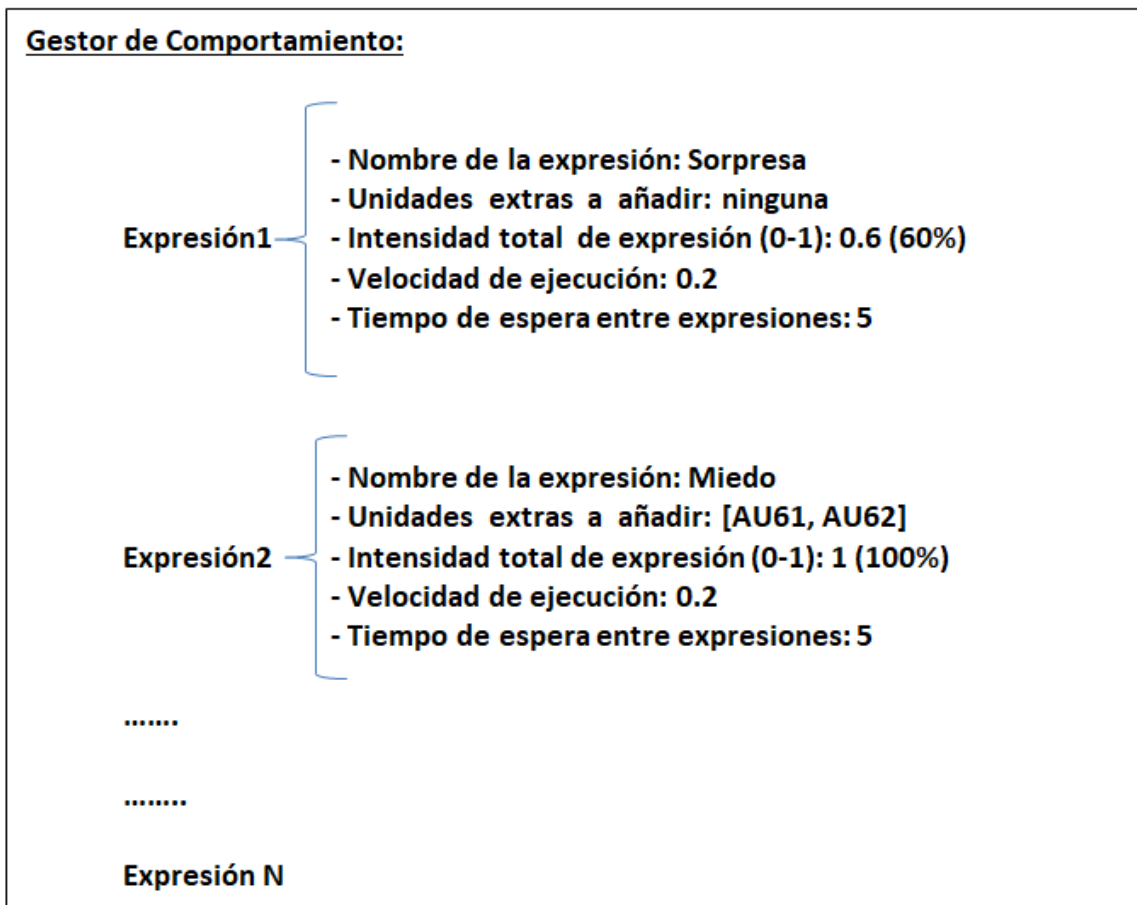 Gestor de Comportamiento:
- Nombre de la expresión: Sorpresa
- Unidades extras a añadir: ninguna
Expresión1
- Intensidad total de expresión (0-1): 0.6 (60%)
- Velocidad de ejecución: 0.2
- Tiempo de espera entre expresiones: 5
- Nombre de la expresión: Miedo
- Unidades extras a añadir: [AU61, AU62]
Expresión2
- Intensidad total de expresión (0-1): 1 (100%)
- Velocidad de ejecución: 0.2
- Tiempo de espera entre expresiones: 5
.......
........
Expresión N